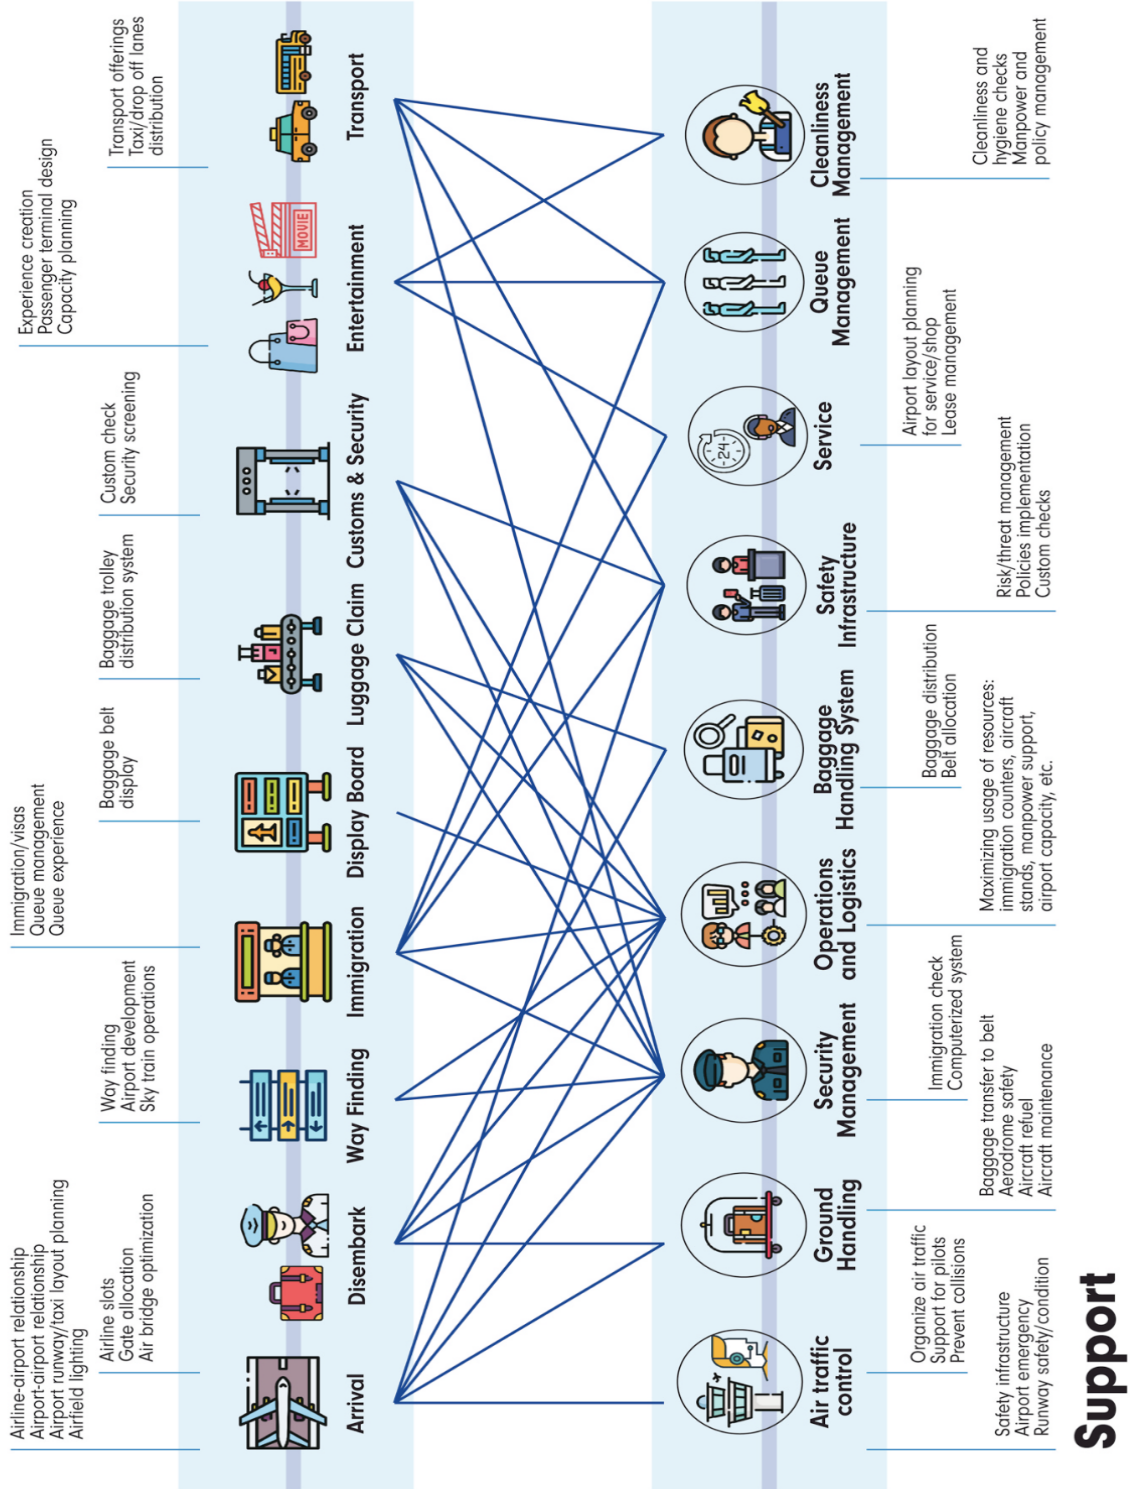 Airline-airport relationship
Airport-airport relationship
Airport runway/taxi layout planning
Airfield lighting
Airline slots
Gate allocation
Air bridge optimization
Way finding
Airport development
Sky train operations
Immigration/visas
Queue management
Queue experience
Baggage belt
display
Baggage trolley
distribution system
Custom check
Security screening
Experience creation
Passenger terminal design
Capacity planning
Transport offerings
Taxi/drop off lanes
distribution
MOVIE
Arrival
Disembark
Way Finding
Immigration
Display Board
Luggage Claim
Customs & Security
Entertainment
Transport
24
Air traffic
control
Ground
Handling
Security
Management
Operations
and Logistics
Baggage
Handling System
Safety
Infrastructure
Service
Queue
Management
Cleanliness
Management
Organize air traffic
Support for pilots
Prevent collisions
Safety infrastructure
Airport emergency
Runway safety/condition
Baggage transfer to belt
Aerodrome safety
Aircraft refuel
Aircraft maintenance
Immigration check
Computerized system
Maximizing usage of resources:
immigration counters, aircraft
stands, manpower support,
airport capacity, etc.
Baggage distribution
Belt allocation
Risk/threat management
Policies implementation
Custom checks
Airport layout planning
for service/shop
Lease management
Cleanliness and
hygiene checks
Manpower and
policy management
Support